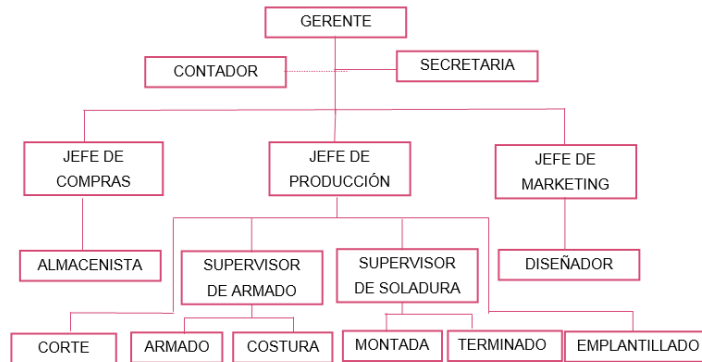 GERENTE
CONTADOR
SECRETARIA
JEFE DE
COMPRAS
JEFE DE
PRODUCCIÓN
JEFE DE
MARKETING
ALMACENISTA
SUPERVISOR
DE ARMADO
SUPERVISOR
DE SOLADURA
DISEÑADOR
CORTE
ARMADO
COSTURA
MONTADA
TERMINADO
EMPLANTILLADO